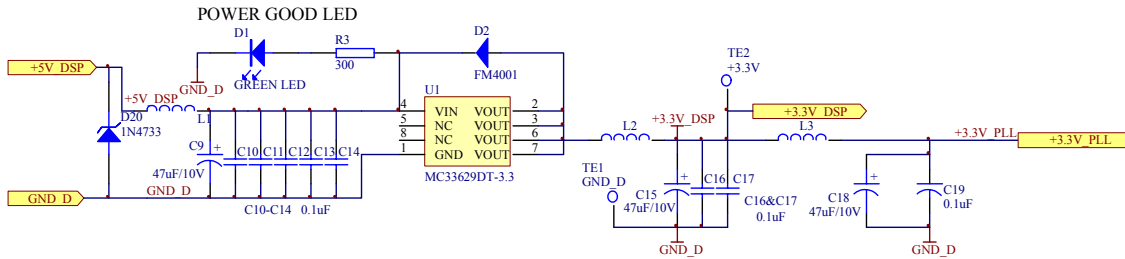 POWER GOOD LED
D1
R3
D2
TE2
+3.3V
+5V_DSP
300
FM4001
GND_D
GREEN LED
+5V_DSP
U1
+3.3V_DSP
+3.3V_DSP
D20
1N4733
L1
4
VIN
VOUT
2
5
NC
VOUT
3
8
NC
VOUT
6
1
GND
VOUT
7
L2
L3
+3.3V_PLL
+3.3V_PLL
C9
+
C10
C11
C12
C13
C14
47uF/10V
MC33629DT-3.3
TE1
GND_D
C15
+
47uF/10V
C16
C17
C16&C17
0.1uF
C18
+
47uF/10V
C19
0.1uF
GND_D
GND_D
C10-C14
0.1uF
GND_D
GND_D